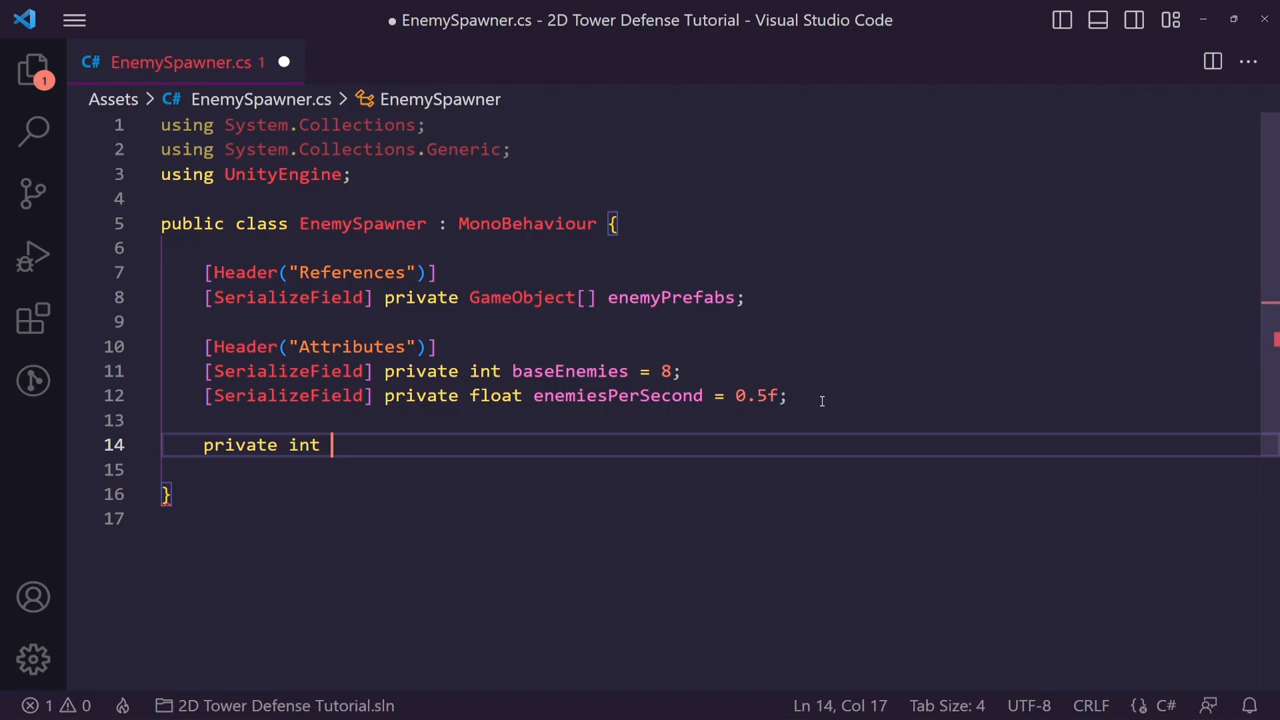 EnemySpawner.cs - 2D Tower Defense Tutorial - Visual Studio Code
1
C# EnemySpawner.cs 1
Assets > C# EnemySpawner.cs > EnemySpawner
1 using System.Collections;
2 using System.Collections.Generic;
3 using UnityEngine;
4
5 public class EnemySpawner : MonoBehaviour {
6
7 [Header("References")]
8 [SerializeField] private GameObject[] enemyPrefabs;
9
10 [Header("Attributes")]
11 [SerializeField] private int baseEnemies = 8;
12 [SerializeField] private float enemiesPerSecond = 0.5f;
13
14 private int
15
16 }
17
1 0 2D Tower Defense Tutorial.sln Ln 14, Col 17 Tab Size: 4 UTF-8 CRLF {} C#